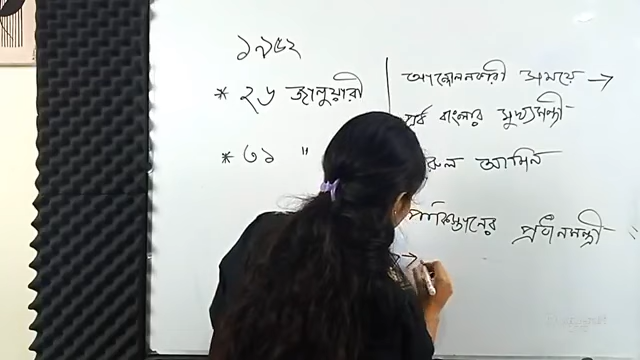 ১৯৫২
* ২৬ জানুয়ারী
* ৩১ "
আন্দোলনকারী সময়ে →
পূর্ব বাংলার মুখ্যমন্ত্রী
আমিন
পাকিস্তানের প্রধানমন্ত্রী
→